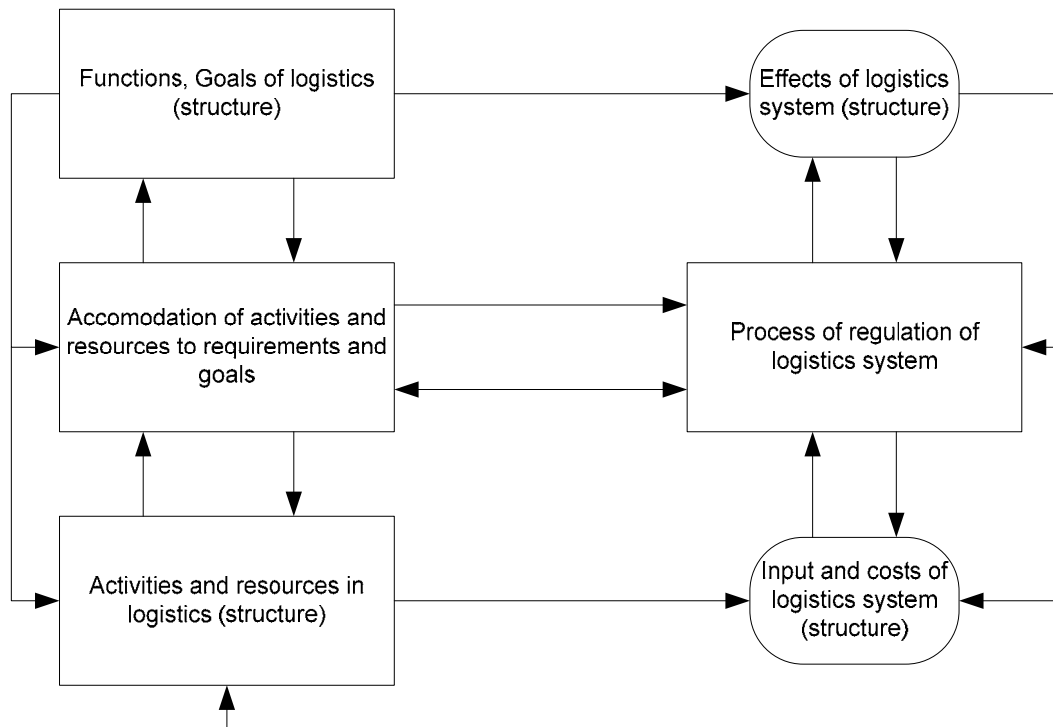 Functions, Goals of logistics
(structure)
Effects of logistics
system (structure)
Accomodation of activities and
resources to requirements and
goals
Process of regulation of
logistics system
Activities and resources in
logistics (structure)
Input and costs of
logistics system
(structure)